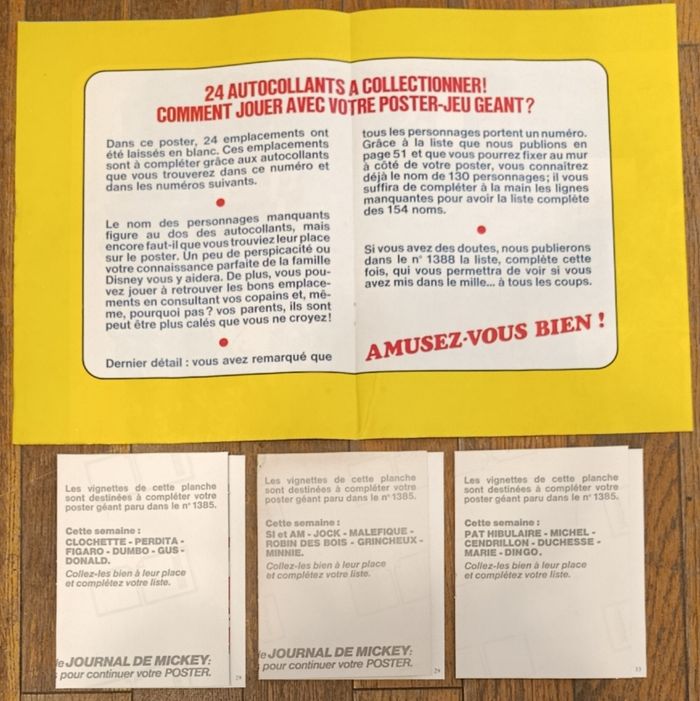 24 AUTOCOLLANTS A COLLECTIONNER!
COMMENT JOUER AVEC VOTRE POSTER-JEU GEANT?
Dans ce poster, 24 emplacements ont
été laissés en blanc. Ces emplacements
sont à compléter grâce aux autocollants
que vous trouverez dans ce numéro et
dans les numéros suivants.
Le nom des personnages manquants
figure au dos des autocollants, mais
encore faut-il que vous trouviez leur place
sur le poster. Un peu de perspicacité ou
votre connaissance parfaite de la famille
Disney vous y aidera. De plus, vous pou-
vez jouer à retrouver les bons emplace-
ments en consultant vos copains et, mê-
me, pourquoi pas? vos parents, ils sont
peut être plus calés que vous ne croyez!
Dernier détail : vous avez remarqué que
tous les personnages portent un numéro.
Grâce à la liste que nous publions en
page 51 et que vous pourrez fixer au mur
à côté de votre poster, vous connaitrez
déjà le nom de 130 personnages; il vous
suffira de compléter à la main les lignes
manquantes pour avoir la liste complète
des 154 noms.
Si vous avez des doutes, nous publierons
dans le n° 1388 la liste, complète cette
fois, qui vous permettra de voir si vous
avez mis dans le mille... à tous les coups.
AMUSEZ-VOUS BIEN !
Les vignettes de cette planche
sont destinées à compléter votre
poster géant paru dans le n° 1385.
Cette semaine :
CLOCHETTE - PERDITA -
FIGARO - DUMBO - GUS -
DONALD.
Collez-les bien à leur place
et complétez votre liste.
le JOURNAL DE MICKEY:
pour continuer votre POSTER.
29
Les vignettes de cette planche
sont destinées à compléter votre
poster géant paru dans le n° 1385.
Cette semaine :
SI et AM - JOCK - MALEFIQUE -
ROBIN DES BOIS - GRINCHEUX -
MINNIE.
Collez-les bien à leur place
et complétez votre liste.
le JOURNAL DE MICKEY:
pour continuer votre POSTER.
29
Les vignettes de cette planche
sont destinées à compléter votre
poster géant paru dans le n° 1385.
Cette semaine :
PAT HIBULAIRE - MICHEL -
CENDRILLON - DUCHESSE -
MARIE - DINGO.
Collez-les bien à leur place
et complétez votre liste.